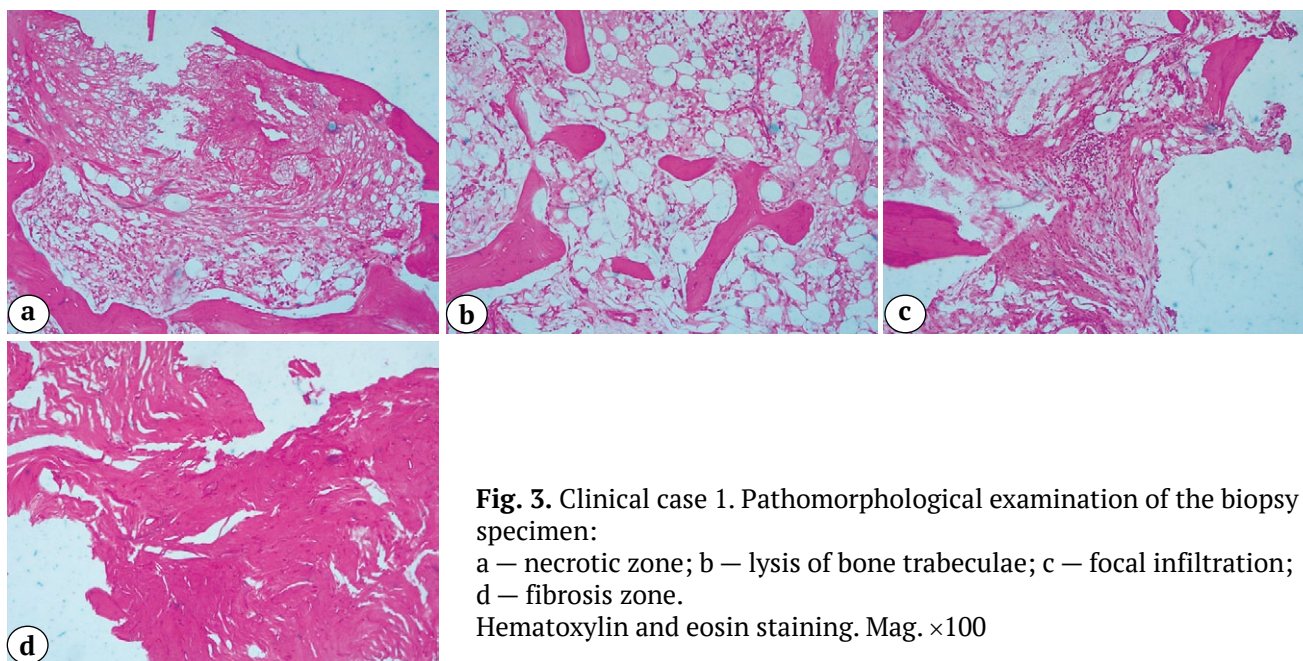 a
b
c
d
Fig. 3. Clinical case 1. Pathomorphological examination of the biopsy
specimen:
a — necrotic zone; b — lysis of bone trabeculae; c — focal infiltration;
d — fibrosis zone.
Hematoxylin and eosin staining. Mag. ×100